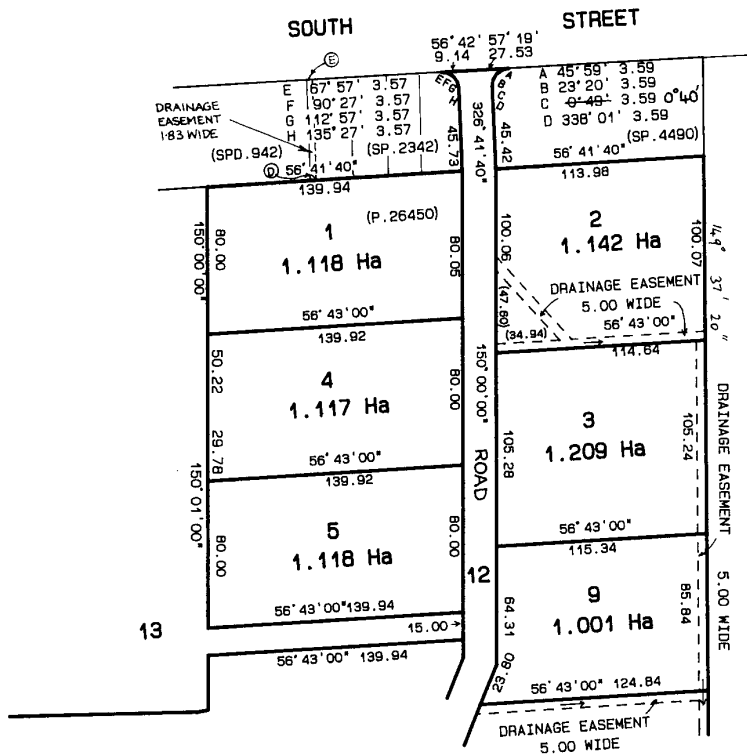 SOUTH STREET
56° 42' 57° 19'
9.14 27.53
Ⓔ
E 67° 57' 3.57
F 90° 27' 3.57
G 112° 57' 3.57
H 135° 27' 3.57
E F G H
A B C D
A 45° 59' 3.59
B 23° 20' 3.59
C 0° 49' 3.59 0° 40'
D 338° 01' 3.59
DRAINAGE
EASEMENT
1.83 WIDE
(SPD.942)
(SP.2342)
(SP.4490)
Ⓓ 56° 41'40"
139.94
45.73
326° 41'40"
45.42
56° 41'40"
113.98
1
(P.26450)
1.118 Ha
150° 00'00"
80.00
80.06
56° 43'00"
139.92
2
1.142 Ha
100.06
100.07
149° 37' 20"
DRAINAGE EASEMENT
5.00 WIDE
(47.60)
(34.94)
56° 43'00"
114.64
4
1.117 Ha
50.22
29.78
80.00
150° 00'00"
56° 43'00"
139.92
3
1.209 Ha
105.28
105.24
ROAD
DRAINAGE EASEMENT 5.00 WIDE
56° 43'00"
115.34
5
1.118 Ha
150° 01'00"
80.00
80.00
56° 43'00" 139.94
12
13
15.00
56° 43'00" 139.94
9
1.001 Ha
64.31
23.80
85.84
56° 43'00" 124.84
DRAINAGE EASEMENT
5.00 WIDE